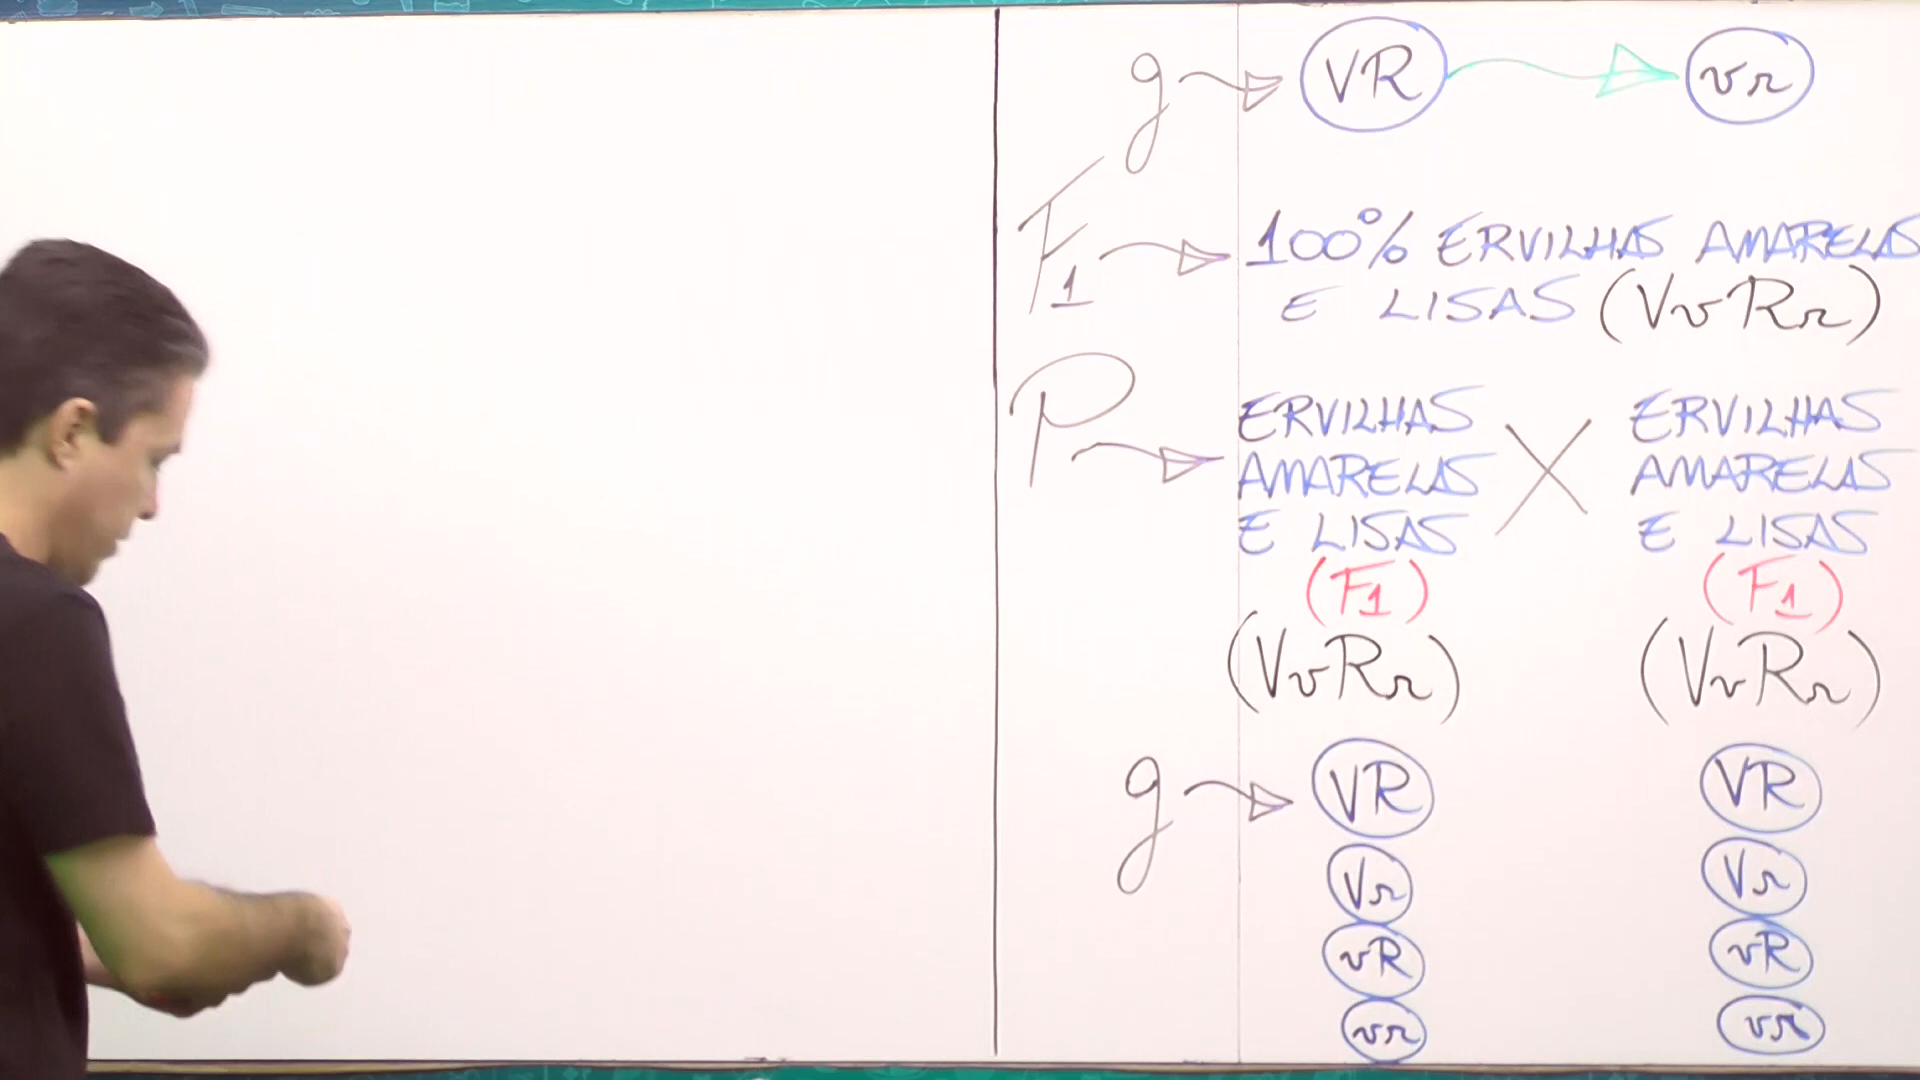 g VR vr
F1 100% ERVILHAS AMARELAS
E LISAS (VvRr)
P ERVILHAS ERVILHAS
AMARELAS X AMARELAS
E LISAS E LISAS
(F1) (F1)
(VvRr) (VvRr)
g VR VR
Vr Vr
vR vR
vr vr